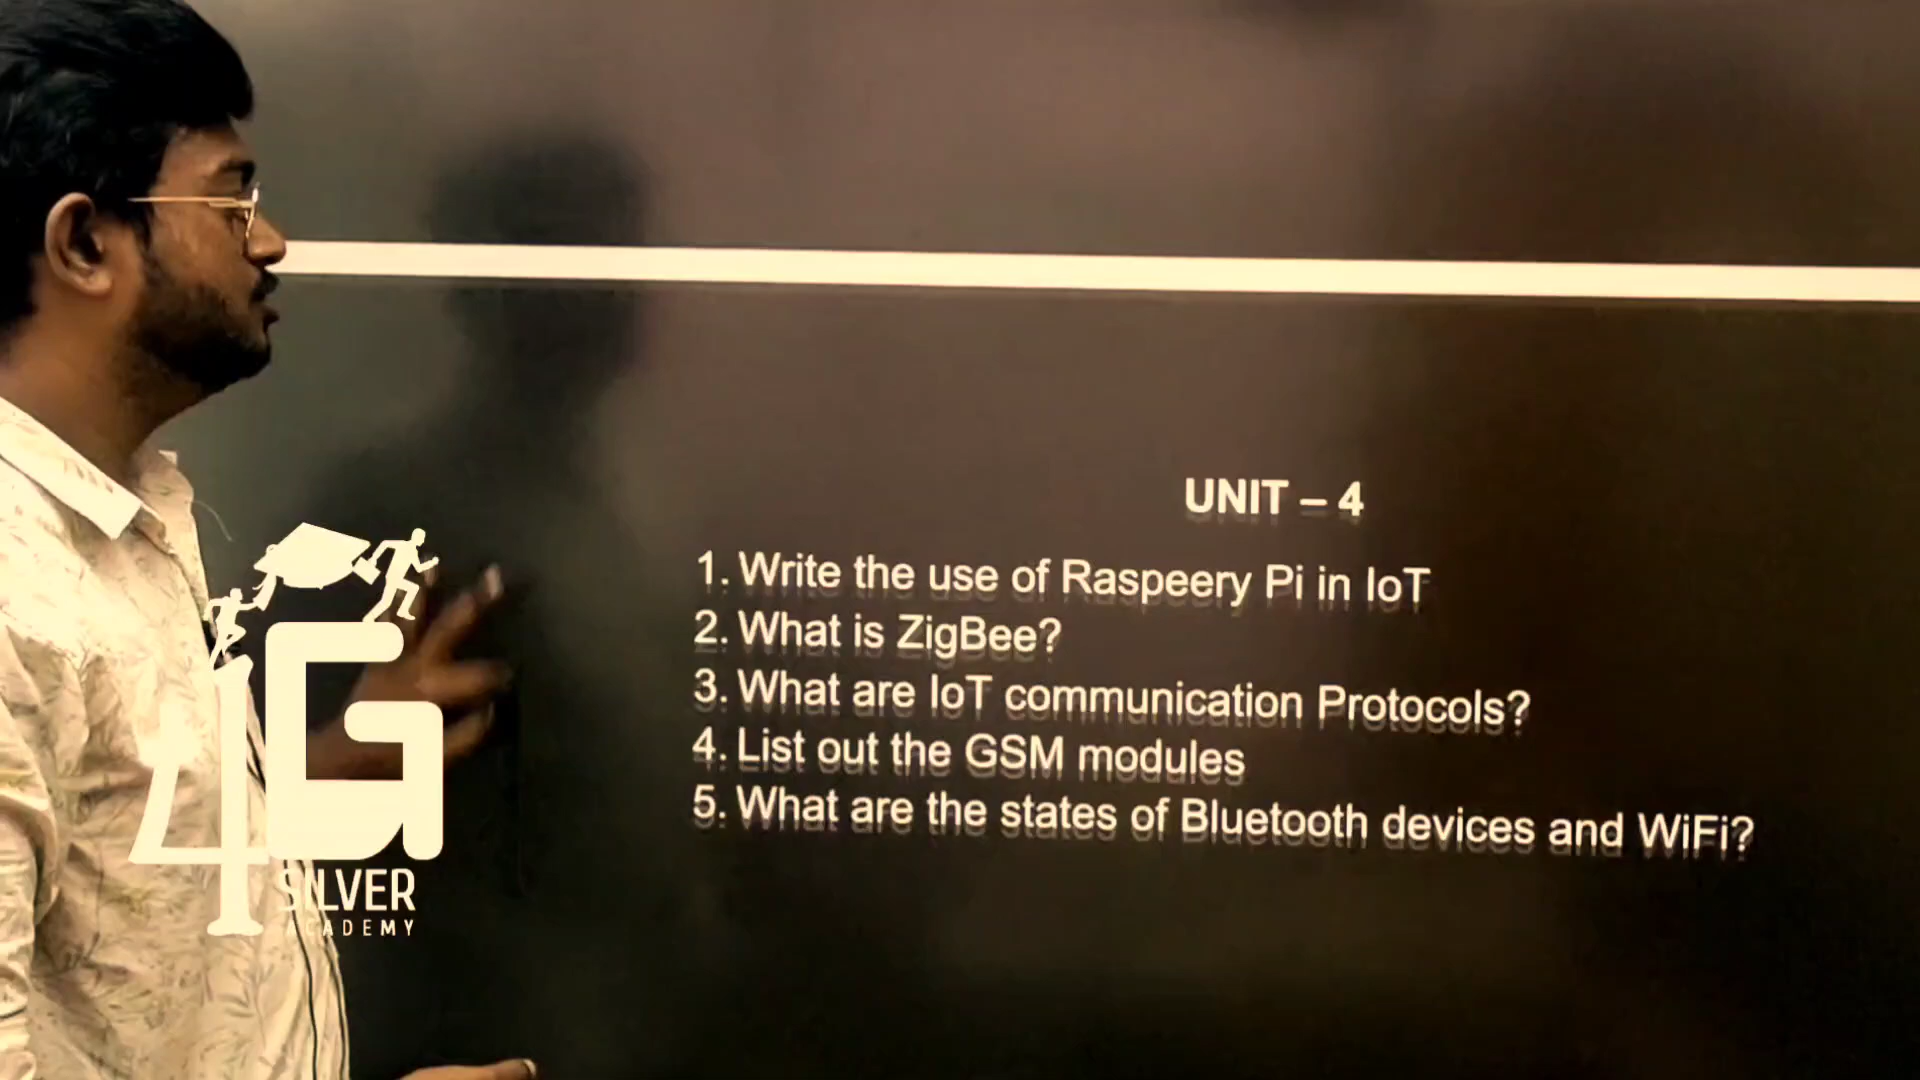 UNIT – 4
1. Write the use of Raspeery Pi in IoT
2. What is ZigBee?
3. What are IoT communication Protocols?
4. List out the GSM modules
5. What are the states of Bluetooth devices and WiFi?
4G
SILVER
ACADEMY